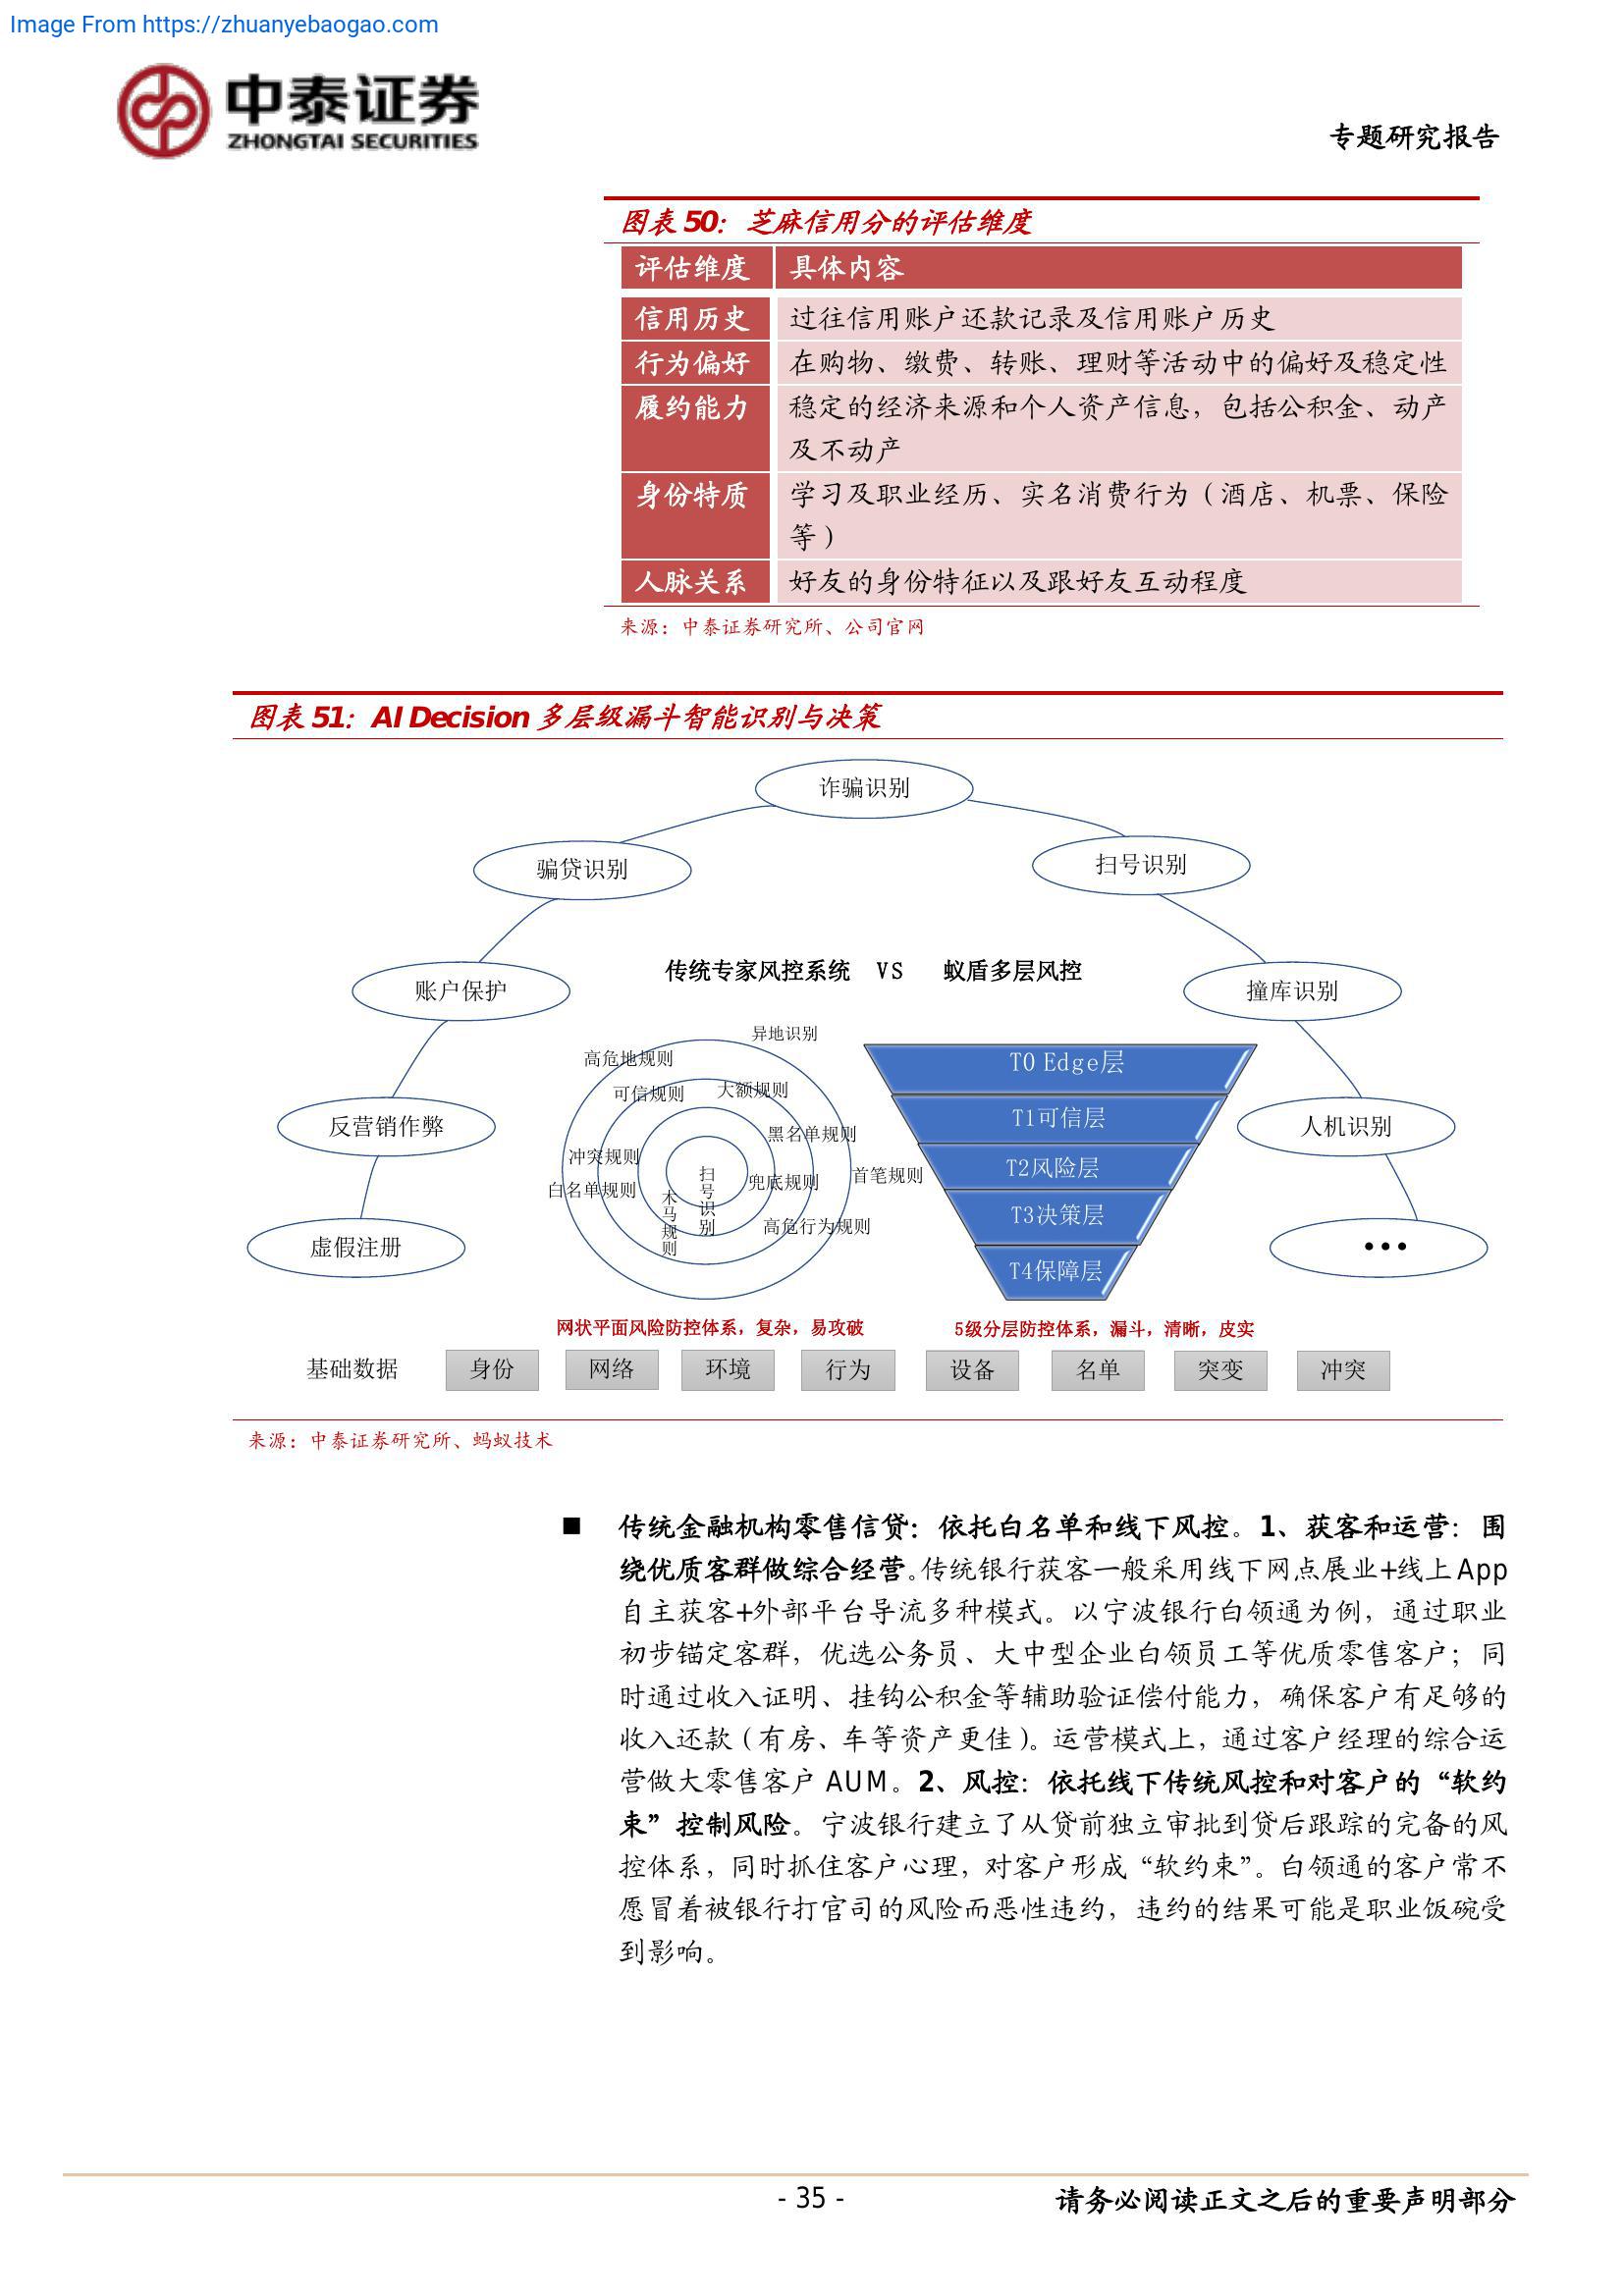 Image From https://zhuanyebaogao.com
中泰证券
ZHONGTAI SECURITIES
专题研究报告
图表 50：芝麻信用分的评估维度
评估维度 具体内容
信用历史 过往信用账户还款记录及信用账户历史
行为偏好 在购物、缴费、转账、理财等活动中的偏好及稳定性
履约能力 稳定的经济来源和个人资产信息，包括公积金、动产
及不动产
身份特质 学习及职业经历、实名消费行为（酒店、机票、保险
等）
人脉关系 好友的身份特征以及跟好友互动程度
来源：中泰证券研究所、公司官网
图表 51：AI Decision 多层级漏斗智能识别与决策
诈骗识别
骗贷识别
扫号识别
账户保护
传统专家风控系统 VS 蚁盾多层风控
撞库识别
反营销作弊
人机识别
虚假注册
•••
异地识别
高危地规则
可信规则
大额规则
黑名单规则
冲突规则
白名单规则
木马规则
扫号识别
兜底规则
首笔规则
高危行为规则
T0 Edge层
T1可信层
T2风险层
T3决策层
T4保障层
网状平面风险防控体系，复杂，易攻破
5级分层防控体系，漏斗，清晰，皮实
基础数据 身份 网络 环境 行为 设备 名单 突变 冲突
来源：中泰证券研究所、蚂蚁技术
■ 传统金融机构零售信贷：依托白名单和线下风控。1、获客和运营：围
绕优质客群做综合经营。传统银行获客一般采用线下网点展业+线上 App
自主获客+外部平台导流多种模式。以宁波银行白领通为例，通过职业
初步锚定客群，优选公务员、大中型企业白领员工等优质零售客户；同
时通过收入证明、挂钩公积金等辅助验证偿付能力，确保客户有足够的
收入还款（有房、车等资产更佳）。运营模式上，通过客户经理的综合运
营做大零售客户 AUM。2、风控：依托线下传统风控和对客户的“软约
束”控制风险。宁波银行建立了从贷前独立审批到贷后跟踪的完备的风
控体系，同时抓住客户心理，对客户形成“软约束”。白领通的客户常不
愿冒着被银行打官司的风险而恶性违约，违约的结果可能是职业饭碗受
到影响。
- 35 -
请务必阅读正文之后的重要声明部分